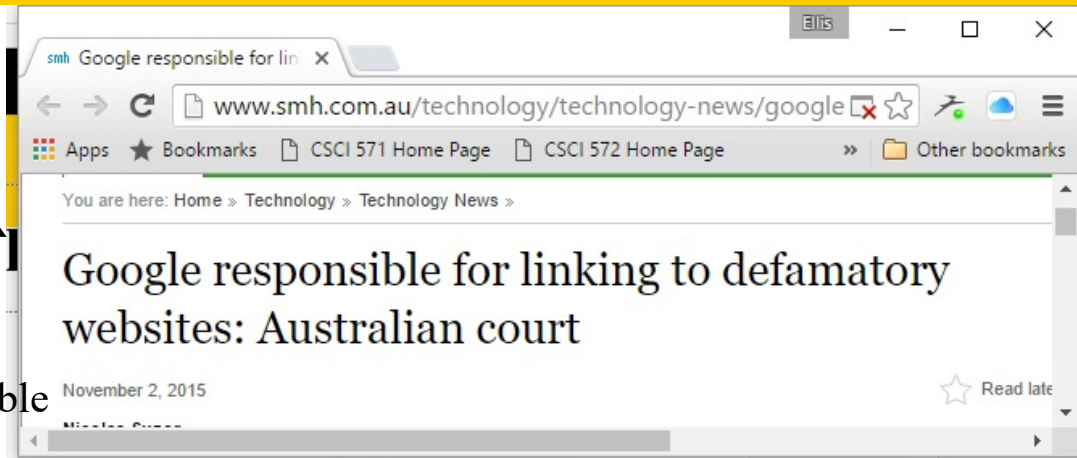 Ellis
smh Google responsible for lin
www.smh.com.au/technology/technology-news/google
Apps Bookmarks CSCI 571 Home Page CSCI 572 Home Page » Other bookmarks
You are here: Home » Technology » Technology News »
Google responsible for linking to defamatory
websites: Australian court
ble
November 2, 2015
Read late